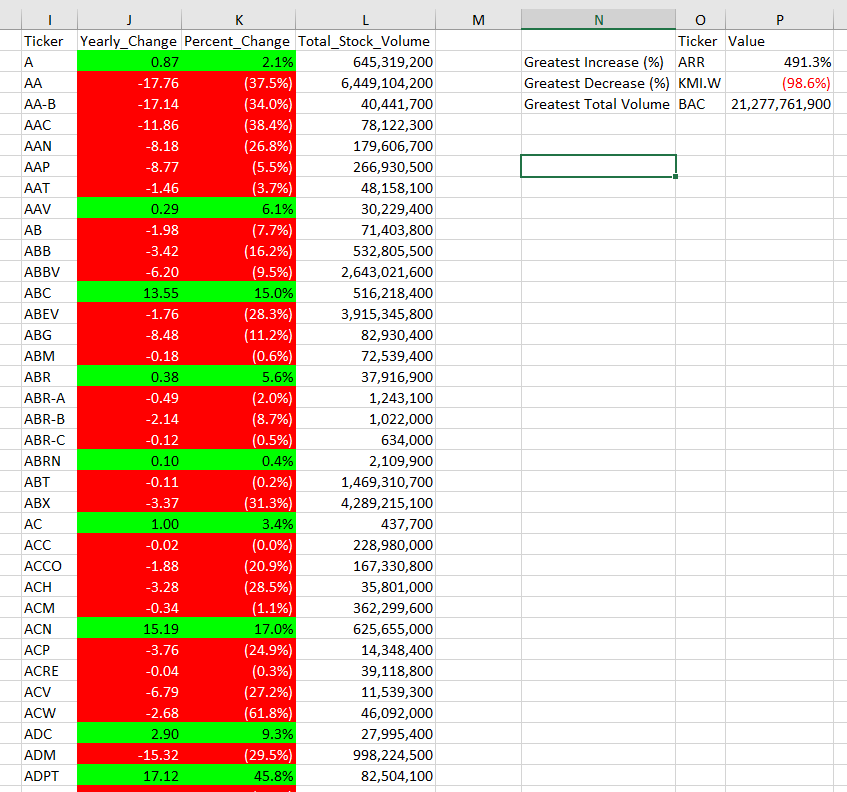 I J K L M N O P
Ticker Yearly_Change Percent_Change Total_Stock_Volume Ticker Value
A 0.87 2.1% 645,319,200 Greatest Increase (%) ARR 491.3%
AA -17.76 (37.5%) 6,449,104,200 Greatest Decrease (%) KMI.W (98.6%)
AA-B -17.14 (34.0%) 40,441,700 Greatest Total Volume BAC 21,277,761,900
AAC -11.86 (38.4%) 78,122,300
AAN -8.18 (26.8%) 179,606,700
AAP -8.77 (5.5%) 266,930,500
AAT -1.46 (3.7%) 48,158,100
AAV 0.29 6.1% 30,229,400
AB -1.98 (7.7%) 71,403,800
ABB -3.42 (16.2%) 532,805,500
ABBV -6.20 (9.5%) 2,643,021,600
ABC 13.55 15.0% 516,218,400
ABEV -1.76 (28.3%) 3,915,345,800
ABG -8.48 (11.2%) 82,930,400
ABM -0.18 (0.6%) 72,539,400
ABR 0.38 5.6% 37,916,900
ABR-A -0.49 (2.0%) 1,243,100
ABR-B -2.14 (8.7%) 1,022,000
ABR-C -0.12 (0.5%) 634,000
ABRN 0.10 0.4% 2,109,900
ABT -0.11 (0.2%) 1,469,310,700
ABX -3.37 (31.3%) 4,289,215,100
AC 1.00 3.4% 437,700
ACC -0.02 (0.0%) 228,980,000
ACCO -1.88 (20.9%) 167,330,800
ACH -3.28 (28.5%) 35,801,000
ACM -0.34 (1.1%) 362,299,600
ACN 15.19 17.0% 625,655,000
ACP -3.76 (24.9%) 14,348,400
ACRE -0.04 (0.3%) 39,118,800
ACV -6.79 (27.2%) 11,539,300
ACW -2.68 (61.8%) 46,092,000
ADC 2.90 9.3% 27,995,400
ADM -15.32 (29.5%) 998,224,500
ADPT 17.12 45.8% 82,504,100